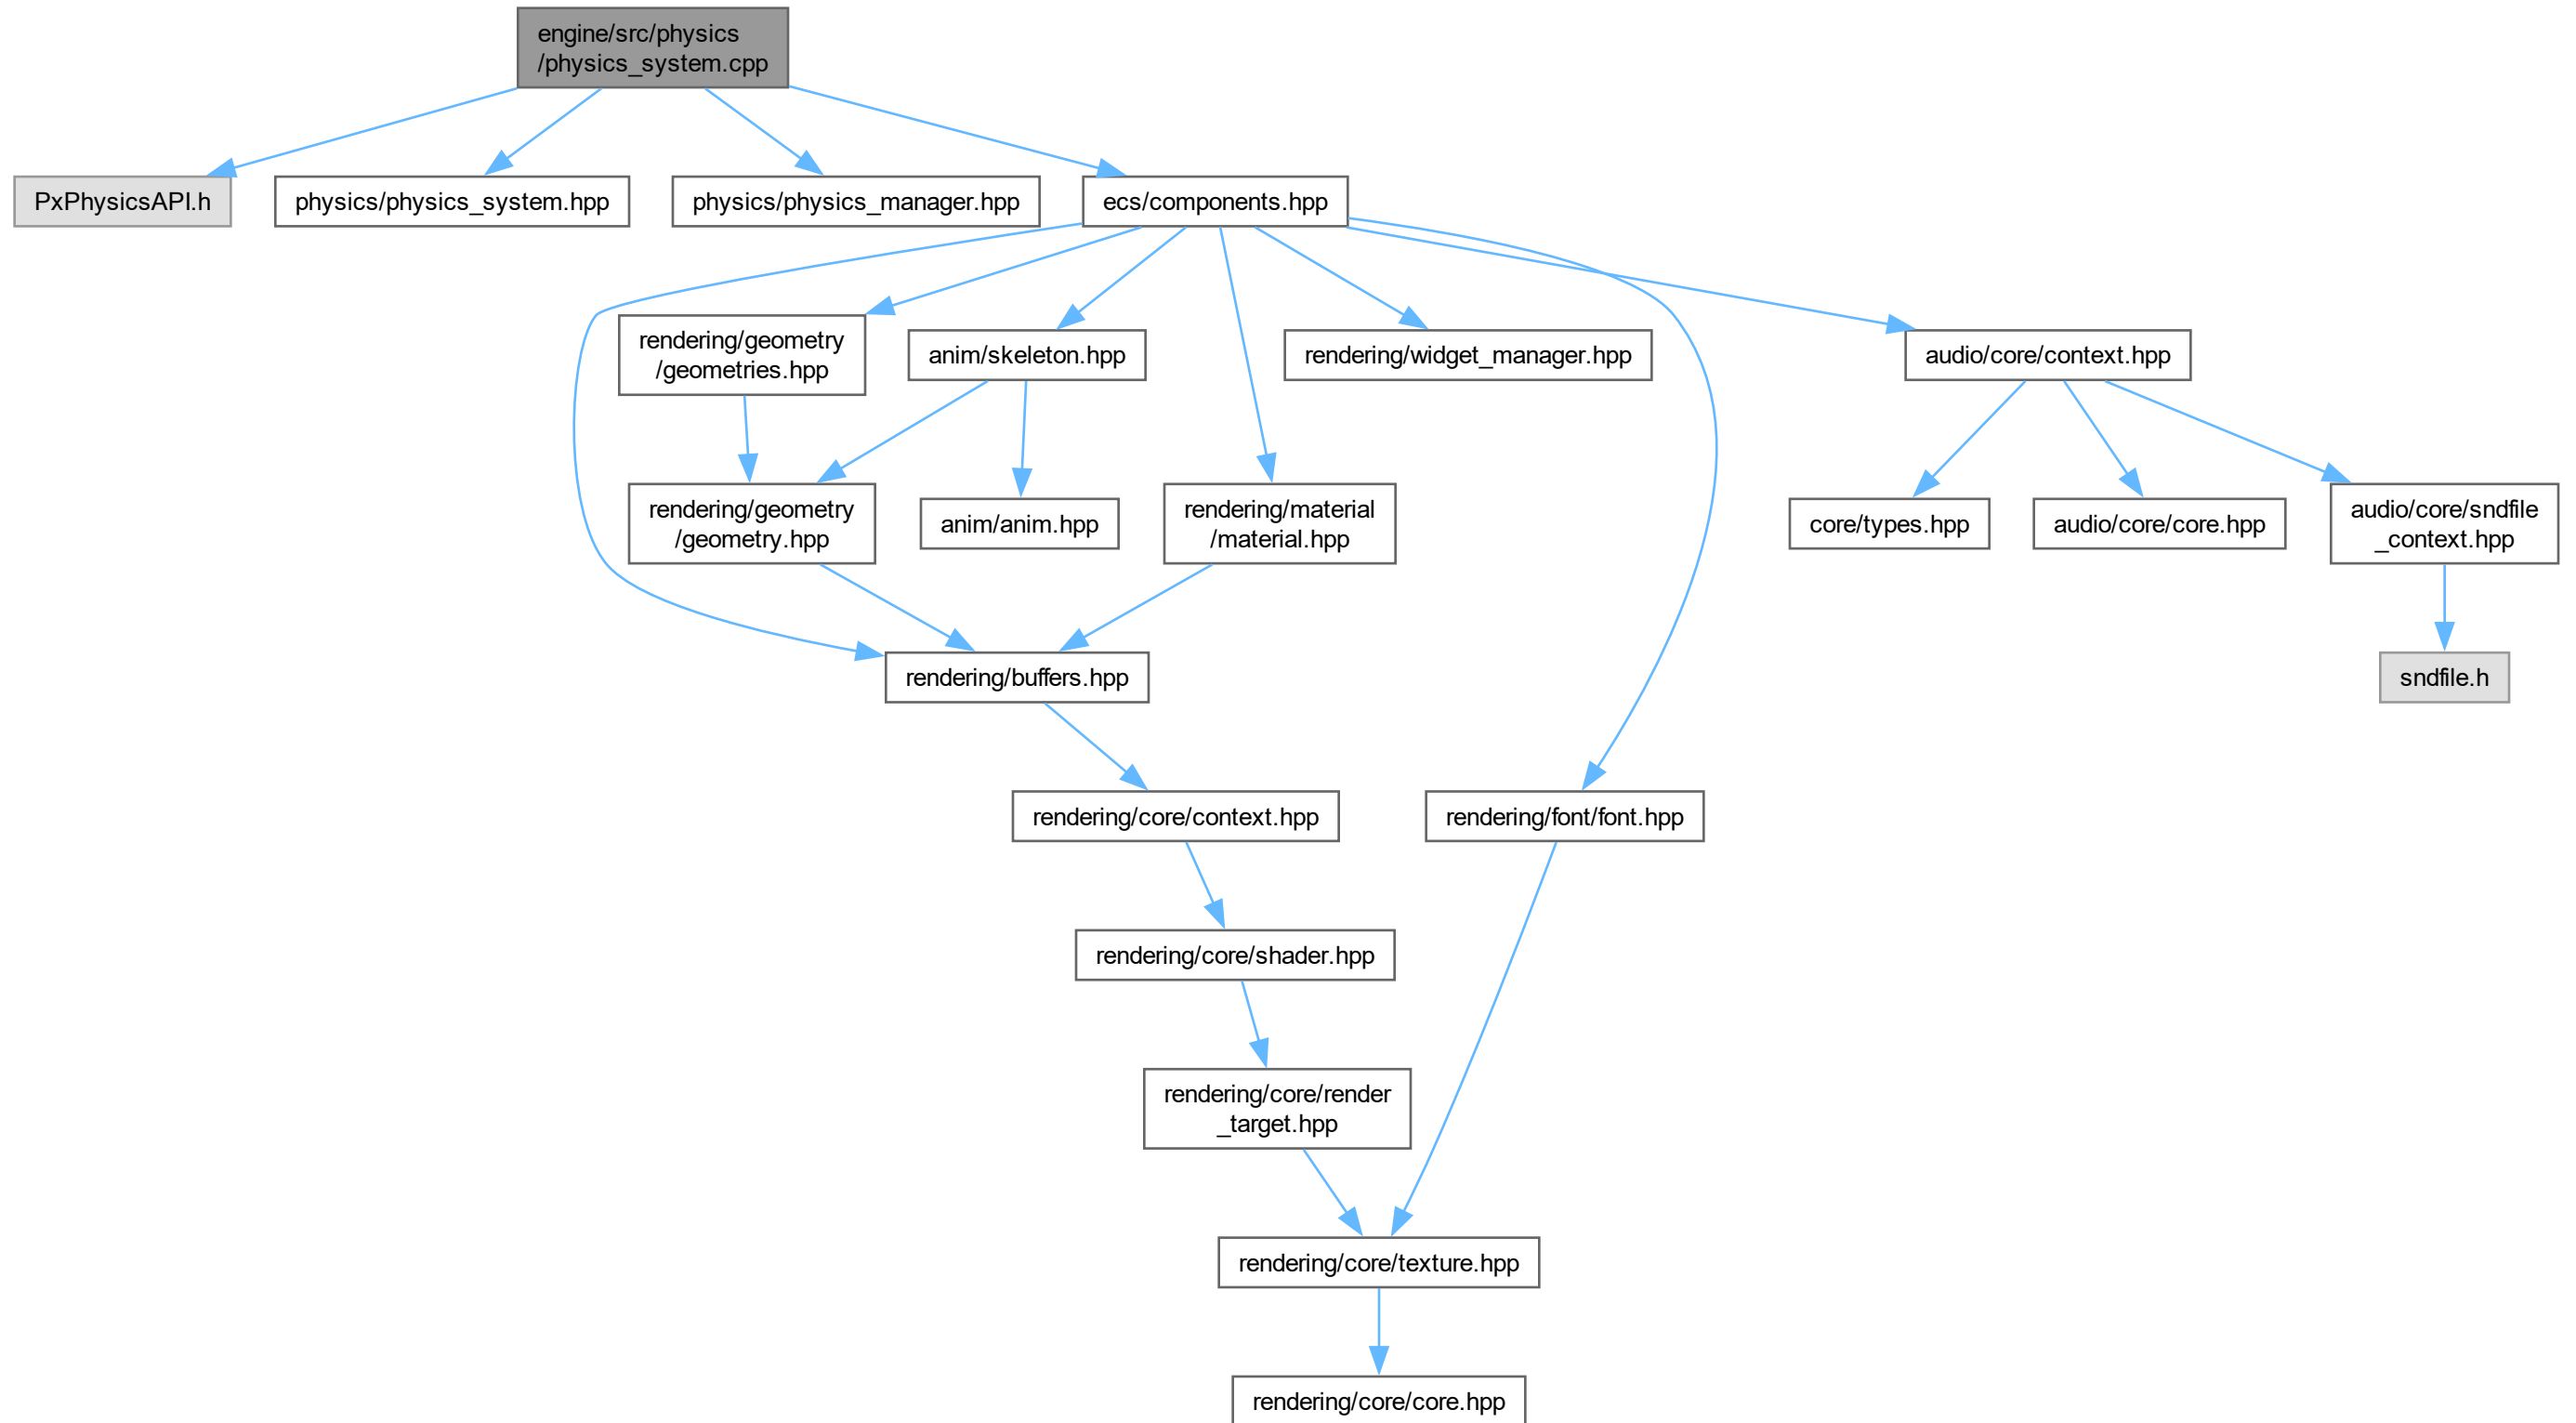 engine/src/physics
/physics_system.cpp
PxPhysicsAPI.h
physics/physics_system.hpp
physics/physics_manager.hpp
ecs/components.hpp
rendering/geometry
/geometries.hpp
anim/skeleton.hpp
rendering/widget_manager.hpp
audio/core/context.hpp
rendering/geometry
/geometry.hpp
anim/anim.hpp
rendering/material
/material.hpp
core/types.hpp
audio/core/core.hpp
audio/core/sndfile
_context.hpp
rendering/buffers.hpp
sndfile.h
rendering/core/context.hpp
rendering/font/font.hpp
rendering/core/shader.hpp
rendering/core/render
_target.hpp
rendering/core/texture.hpp
rendering/core/core.hpp